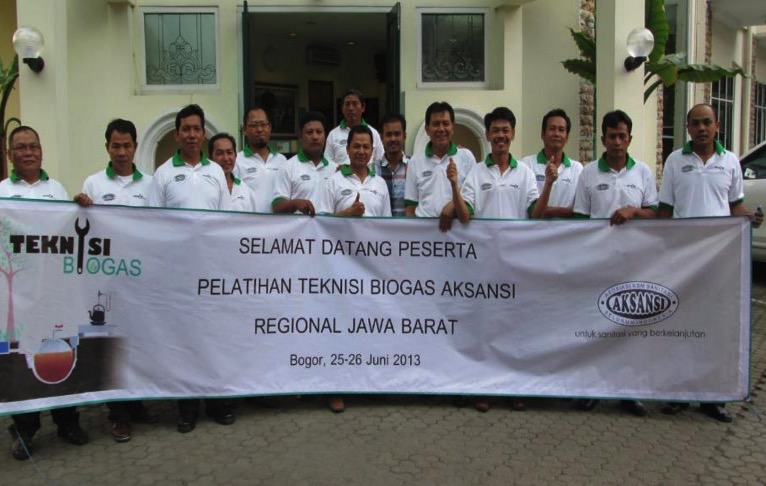 TEKNISI
BIOGAS
SELAMAT DATANG PESERTA
PELATIHAN TEKNISI BIOGAS AKSANSI
REGIONAL JAWA BARAT
Bogor, 25-26 Juni 2013
AKSANSI
untuk sanitasi yang berkelanjutan